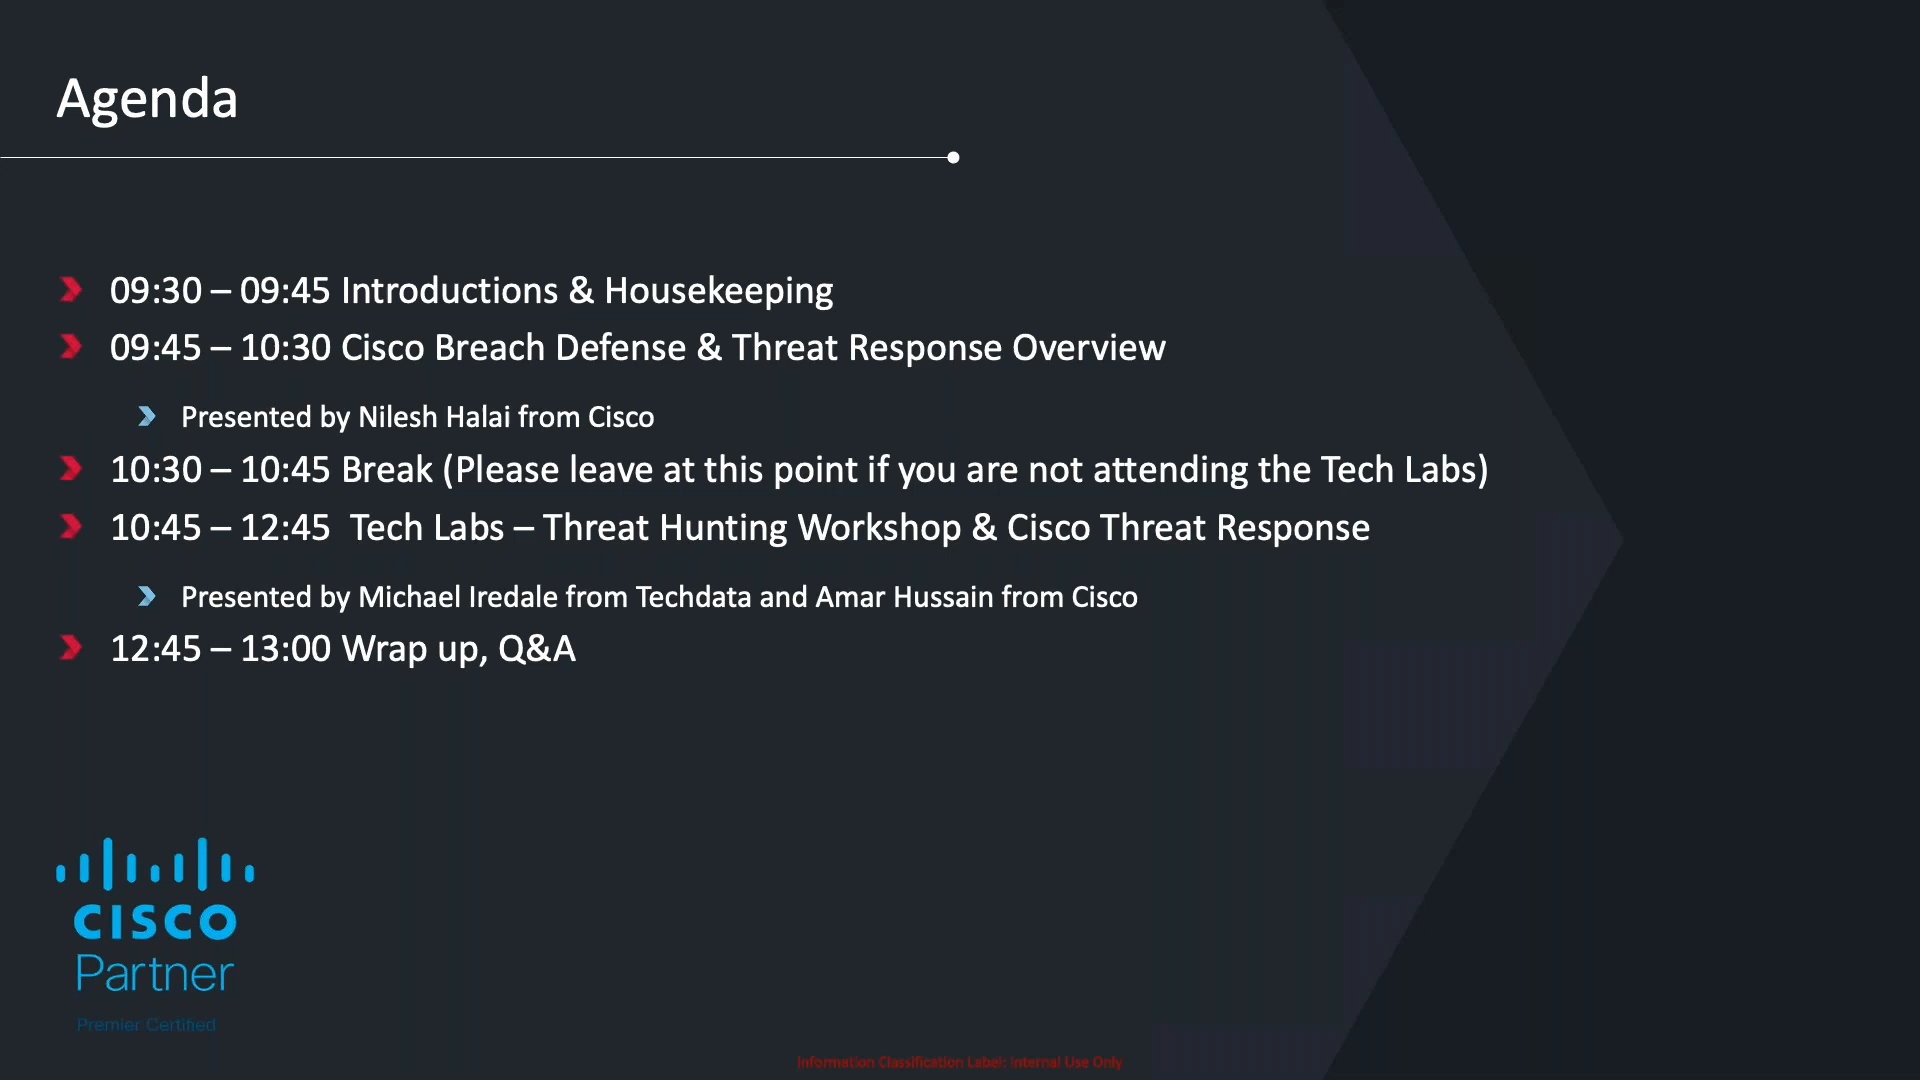 Agenda
09:30 – 09:45 Introductions & Housekeeping
09:45 – 10:30 Cisco Breach Defense & Threat Response Overview
Presented by Nilesh Halai from Cisco
10:30 – 10:45 Break (Please leave at this point if you are not attending the Tech Labs)
10:45 – 12:45  Tech Labs – Threat Hunting Workshop & Cisco Threat Response
Presented by Michael Iredale from Techdata and Amar Hussain from Cisco
12:45 – 13:00 Wrap up, Q&A
CISCO
Partner
Premier Certified
Information Classification Label: Internal Use Only